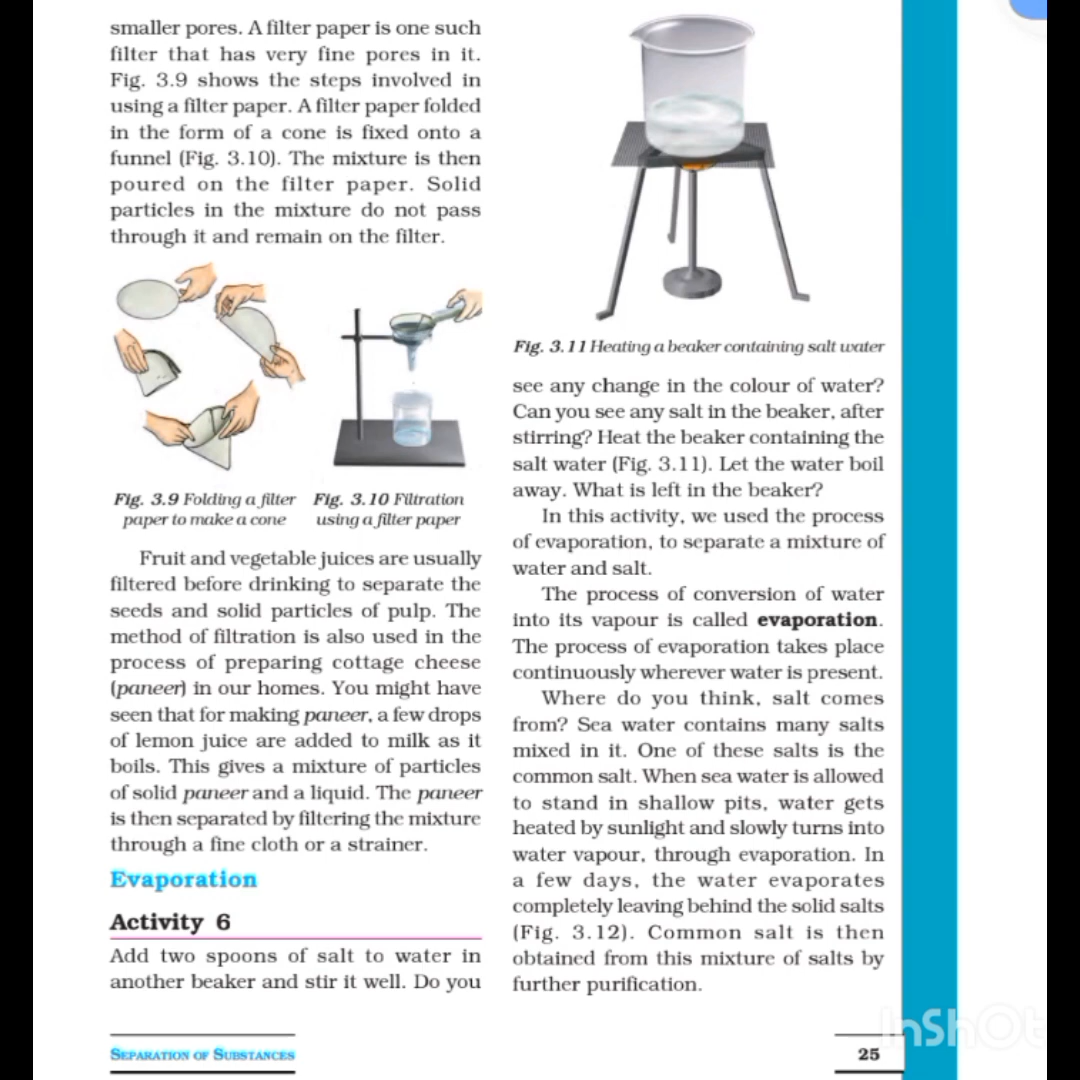 smaller pores. A filter paper is one such
filter that has very fine pores in it.
Fig. 3.9 shows the steps involved in
using a filter paper. A filter paper folded
in the form of a cone is fixed onto a
funnel (Fig. 3.10). The mixture is then
poured on the filter paper. Solid
particles in the mixture do not pass
through it and remain on the filter.
Fig. 3.9 Folding a filter
paper to make a cone
Fig. 3.10 Filtration
using a filter paper
Fruit and vegetable juices are usually
filtered before drinking to separate the
seeds and solid particles of pulp. The
method of filtration is also used in the
process of preparing cottage cheese
(paneer) in our homes. You might have
seen that for making paneer, a few drops
of lemon juice are added to milk as it
boils. This gives a mixture of particles
of solid paneer and a liquid. The paneer
is then separated by filtering the mixture
through a fine cloth or a strainer.
Evaporation
Activity 6
Add two spoons of salt to water in
another beaker and stir it well. Do you
Fig. 3.11 Heating a beaker containing salt water
see any change in the colour of water?
Can you see any salt in the beaker, after
stirring? Heat the beaker containing the
salt water (Fig. 3.11). Let the water boil
away. What is left in the beaker?
In this activity, we used the process
of evaporation, to separate a mixture of
water and salt.
The process of conversion of water
into its vapour is called evaporation.
The process of evaporation takes place
continuously wherever water is present.
Where do you think, salt comes
from? Sea water contains many salts
mixed in it. One of these salts is the
common salt. When sea water is allowed
to stand in shallow pits, water gets
heated by sunlight and slowly turns into
water vapour, through evaporation. In
a few days, the water evaporates
completely leaving behind the solid salts
(Fig. 3.12). Common salt is then
obtained from this mixture of salts by
further purification.
SEPARATION OF SUBSTANCES
25
InShOt